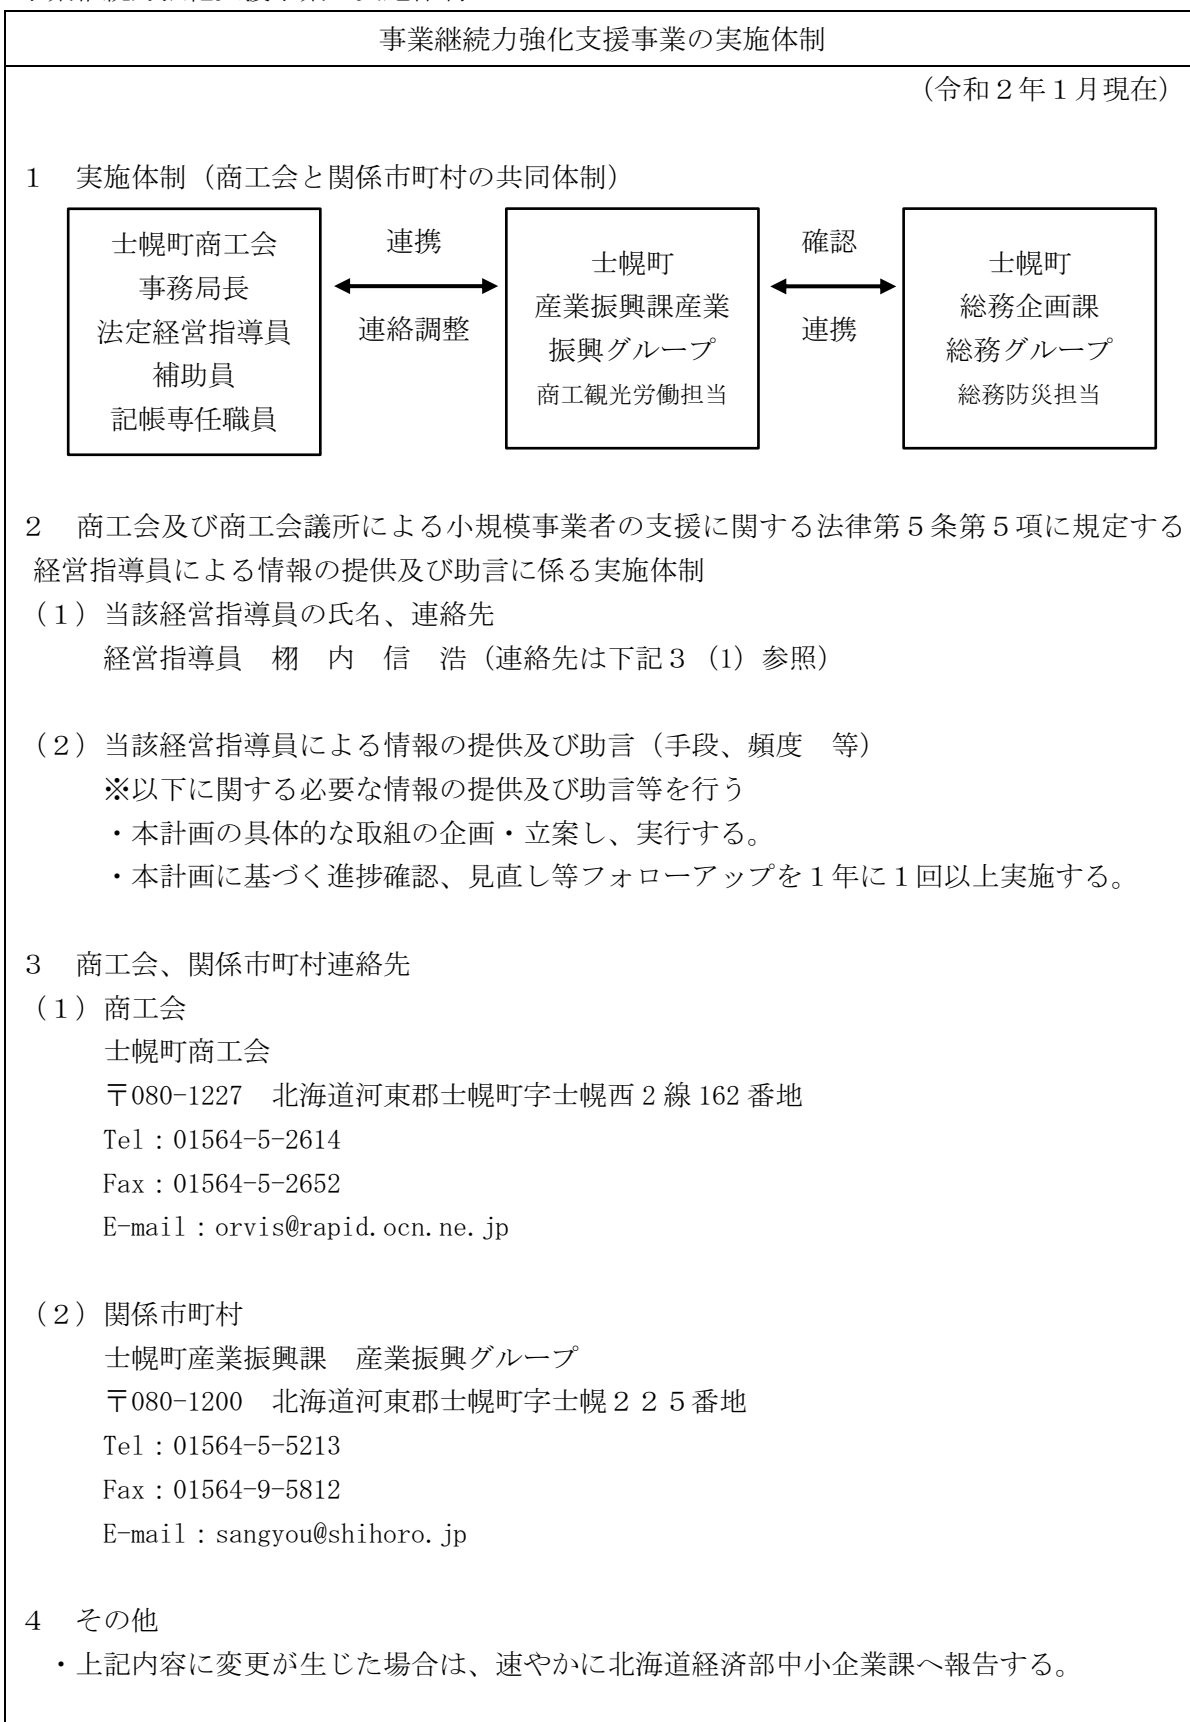 事業継続力強化支援事業の実施体制
（令和２年１月現在）
１　実施体制（商工会と関係市町村の共同体制）
士幌町商工会
事務局長
法定経営指導員
補助員
記帳専任職員
連携
連絡調整
士幌町
産業振興課産業
振興グループ
商工観光労働担当
確認
連携
士幌町
総務企画課
総務グループ
総務防災担当
２　商工会及び商工会議所による小規模事業者の支援に関する法律第５条第５項に規定する
経営指導員による情報の提供及び助言に係る実施体制
（１）当該経営指導員の氏名、連絡先
経営指導員　栩　内　信　浩（連絡先は下記３（1）参照）
（２）当該経営指導員による情報の提供及び助言（手段、頻度　等）
※以下に関する必要な情報の提供及び助言等を行う
・本計画の具体的な取組の企画・立案し、実行する。
・本計画に基づく進捗確認、見直し等フォローアップを１年に１回以上実施する。
３　商工会、関係市町村連絡先
（１）商工会
士幌町商工会
〒080-1227　北海道河東郡士幌町字士幌西 2 線 162 番地
Tel：01564-5-2614
Fax：01564-5-2652
E-mail：orvis@rapid.ocn.ne.jp
（２）関係市町村
士幌町産業振興課　産業振興グループ
〒080-1200　北海道河東郡士幌町字士幌２２５番地
Tel：01564-5-5213
Fax：01564-9-5812
E-mail：sangyou@shihoro.jp
４　その他
・上記内容に変更が生じた場合は、速やかに北海道経済部中小企業課へ報告する。